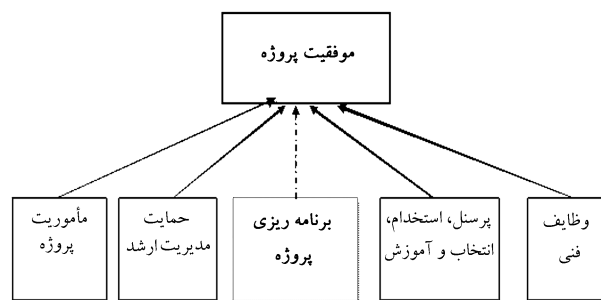 موفقیت پروژه
وظایف
فنی
پرسنل، استخدام،
انتخاب و آموزش
برنامه ریزی
پروژه
حمایت
مدیریت ارشد
مأموریت
پروژه